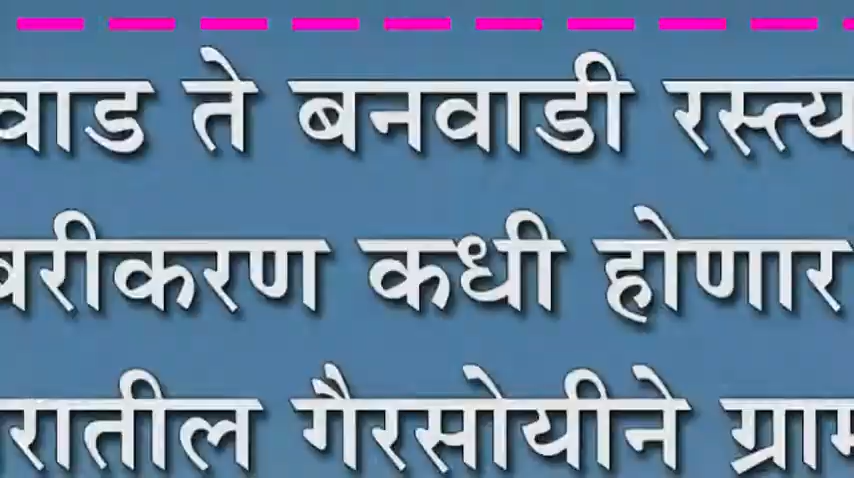 वाड ते बनवाडी रस्त्य
वरीकरण कधी होणार
रातील गैरसोयीने ग्राम